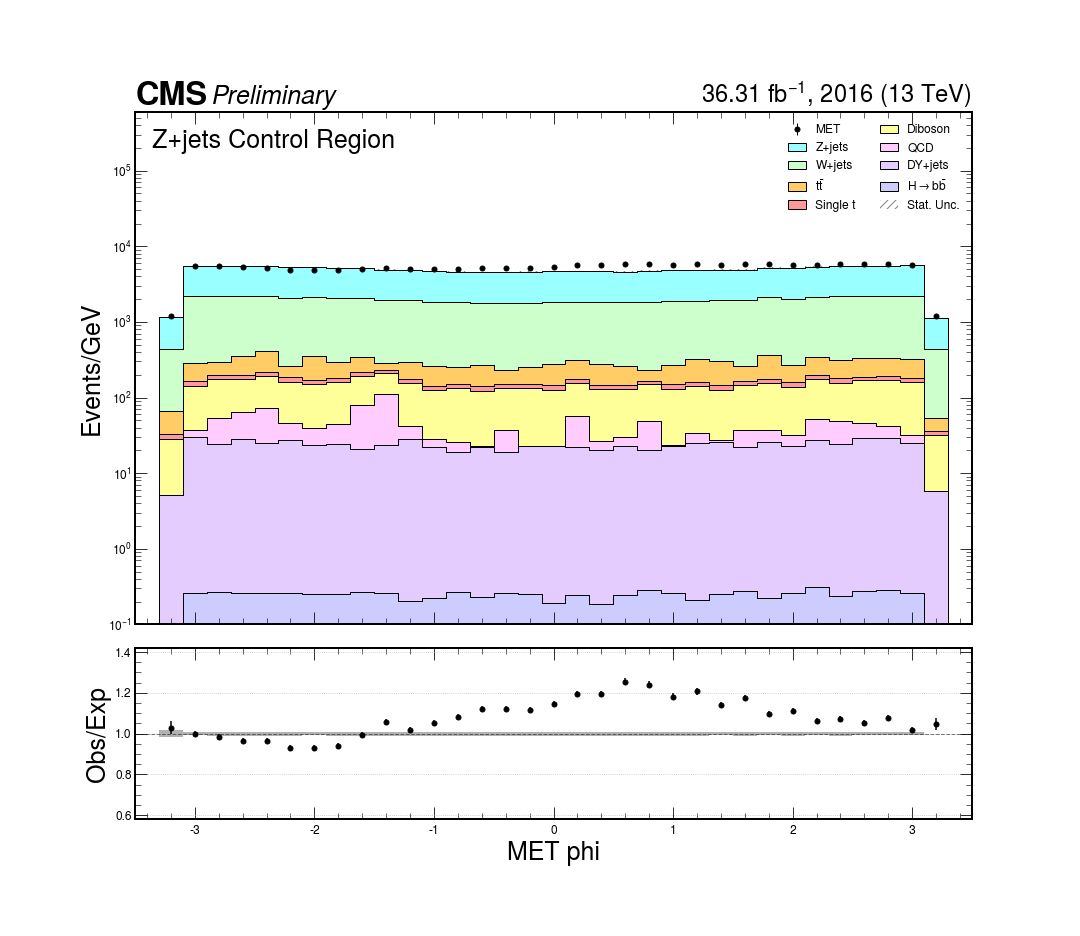 CMS Preliminary
36.31 fb⁻¹, 2016 (13 TeV)
Z+jets Control Region
MET
Z+jets
W+jets
tt̄
Single t
Diboson
QCD
DY+jets
H→bb̄
Stat. Unc.
Events/GeV
10⁵
10⁴
10³
10²
10¹
10⁰
10⁻¹
Obs/Exp
1.4
1.2
1.0
0.8
0.6
-3 -2 -1 0 1 2 3
MET phi